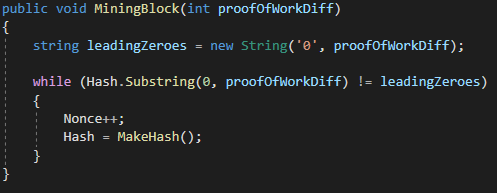 public void MiningBlock(int proofOfWorkDiff)
{
string leadingZeroes = new String('0', proofOfWorkDiff);
while (Hash.Substring(0, proofOfWorkDiff) != leadingZeroes)
{
Nonce++;
Hash = MakeHash();
}
}